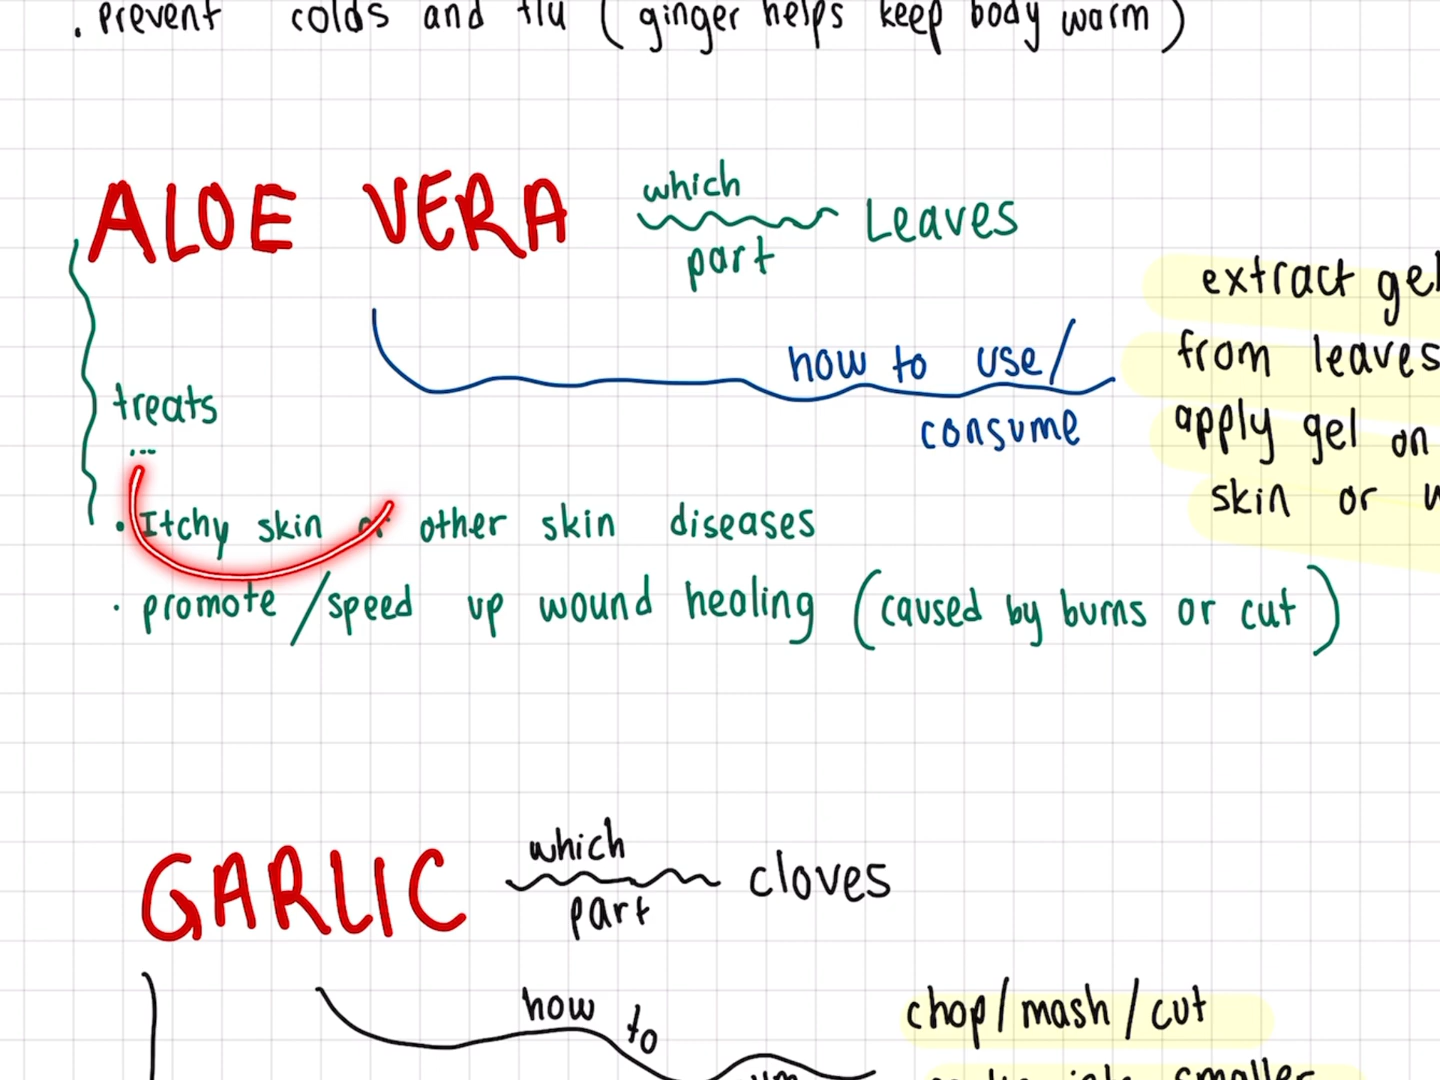 . prevent colds and flu ( ginger helps keep body warm )
ALOE VERA which part Leaves
extract gel
from leaves
how to use/ consume
apply gel on
skin or
treats
...
. Itchy skin or other skin diseases
. promote / speed up wound healing ( caused by burns or cut )
GARLIC which part cloves
how to
chop / mash / cut
smaller